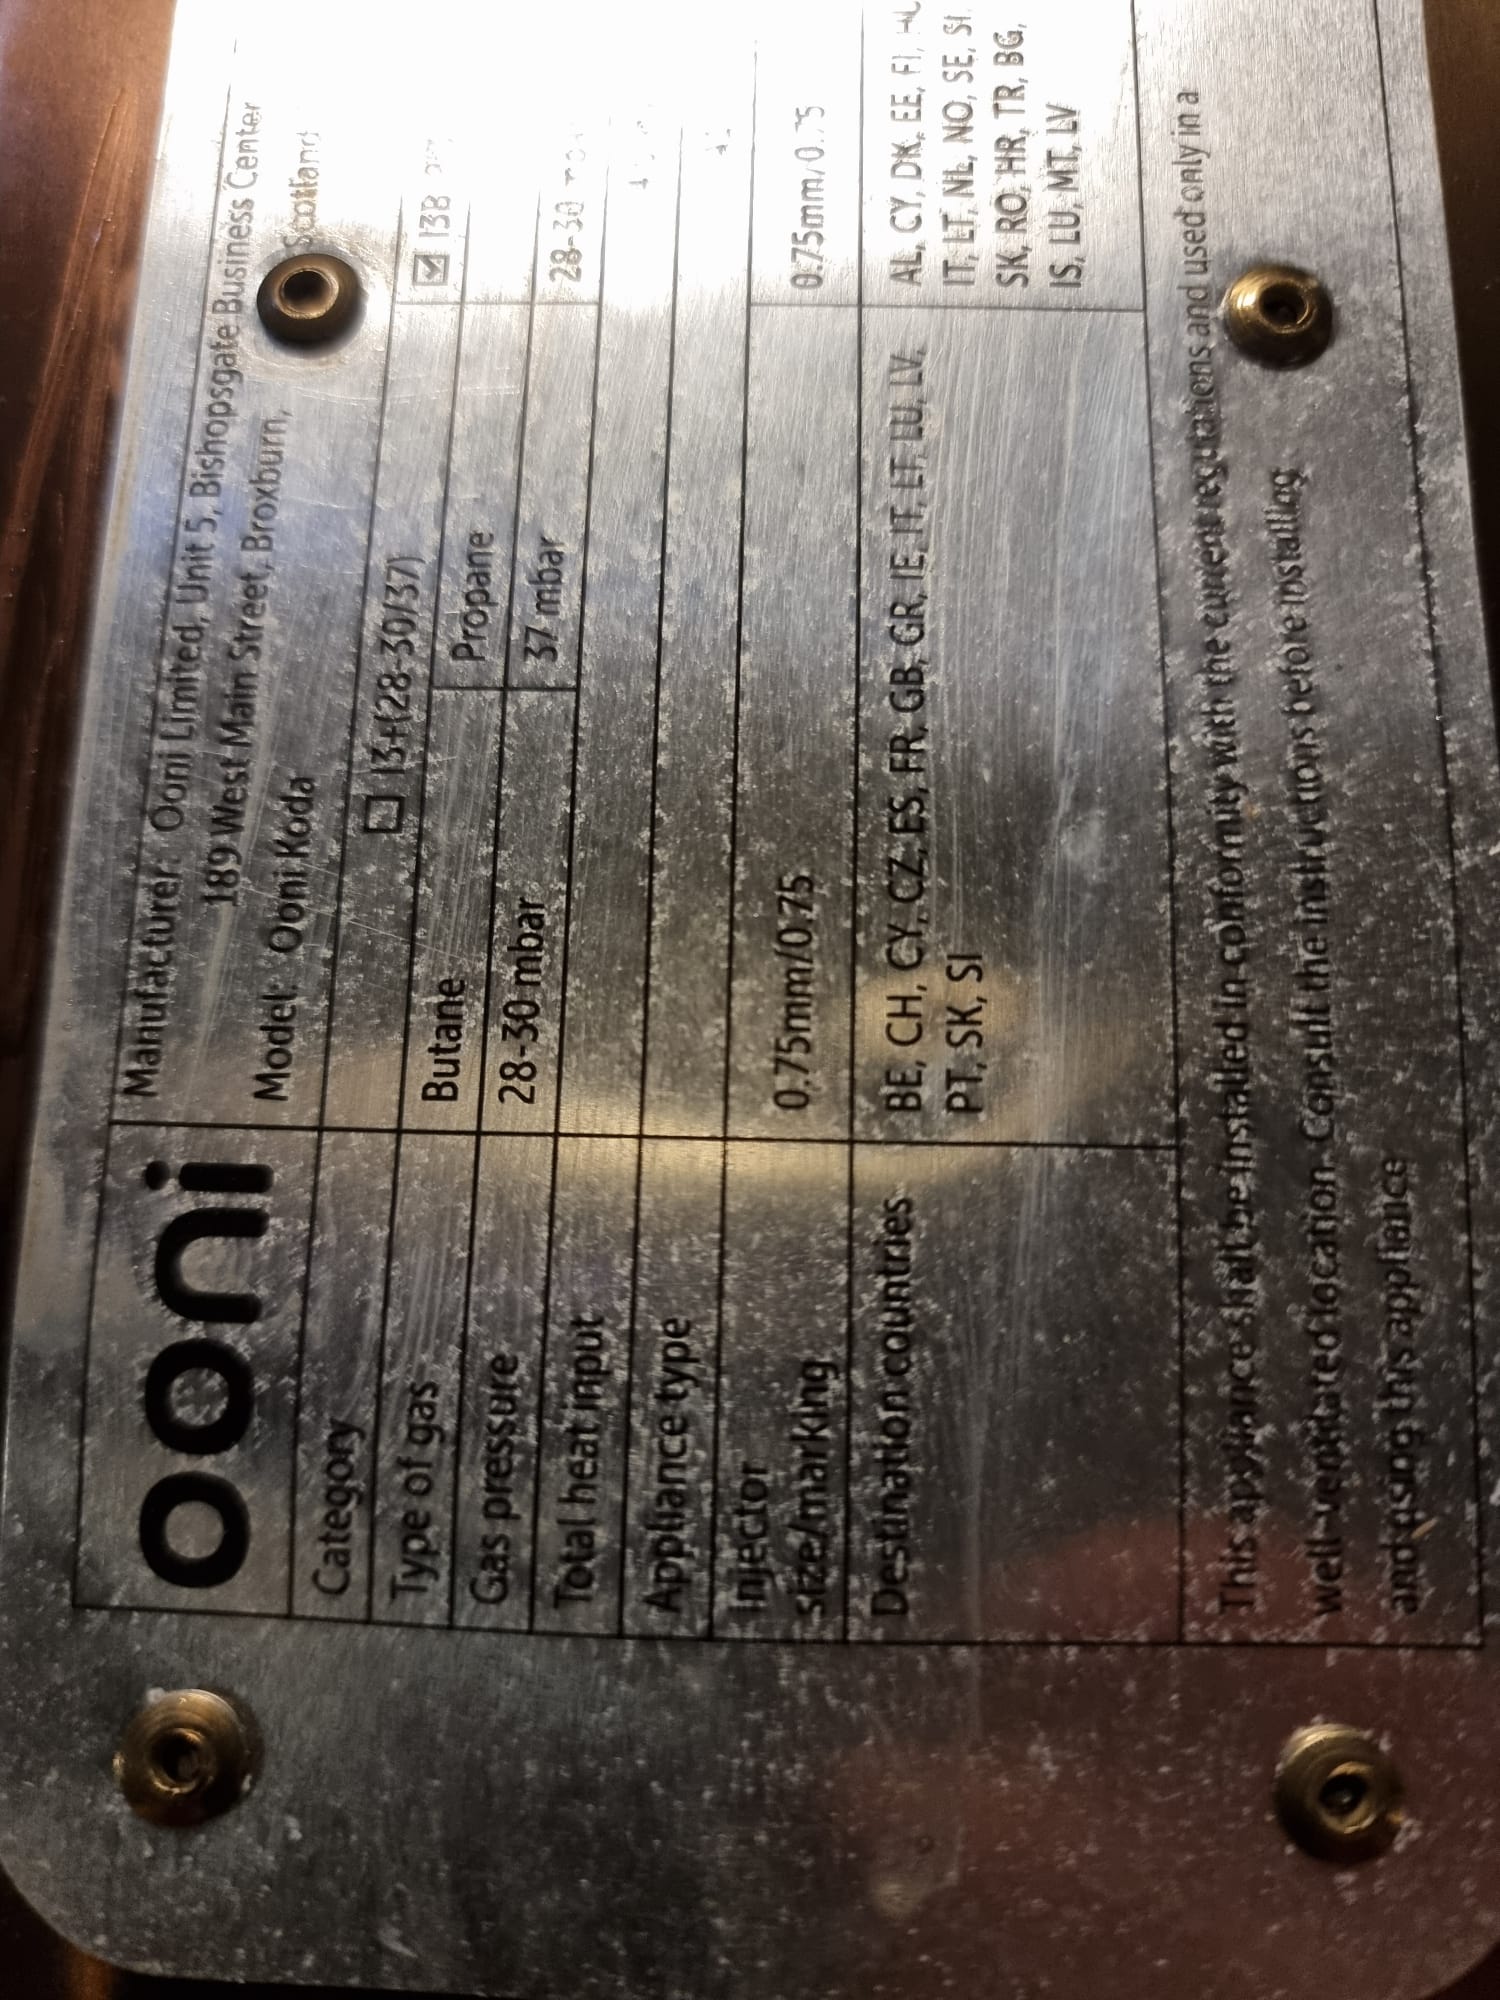 ooni
Manufacturer: Ooni Limited, Unit 5, Bishopsgate Business Center
189 West Main Street, Broxburn, Scotland
Model: Ooni Koda
Category ☐ I3+(28-30/37) ☑ I3B
Type of gas Butane Propane
Gas pressure 28-30 mbar 37 mbar 28-30
Total heat input
Appliance type
Injector
size/marking 0.75mm/0.75 0.75mm/0.75
Destination countries BE, CH, CY, CZ, ES, FR, GB, GR, IE, IT, LT, LU, LV,
PT, SK, SI
AL, CY, DK, EE, FI,
IT, LT, NL, NO, SE, SI,
SK, RO, HR, TR, BG,
IS, LU, MT, LV
This appliance shall be installed in conformity with the current regulations and used only in a
well-ventilated location. Consult the instructions before installing
and using this appliance